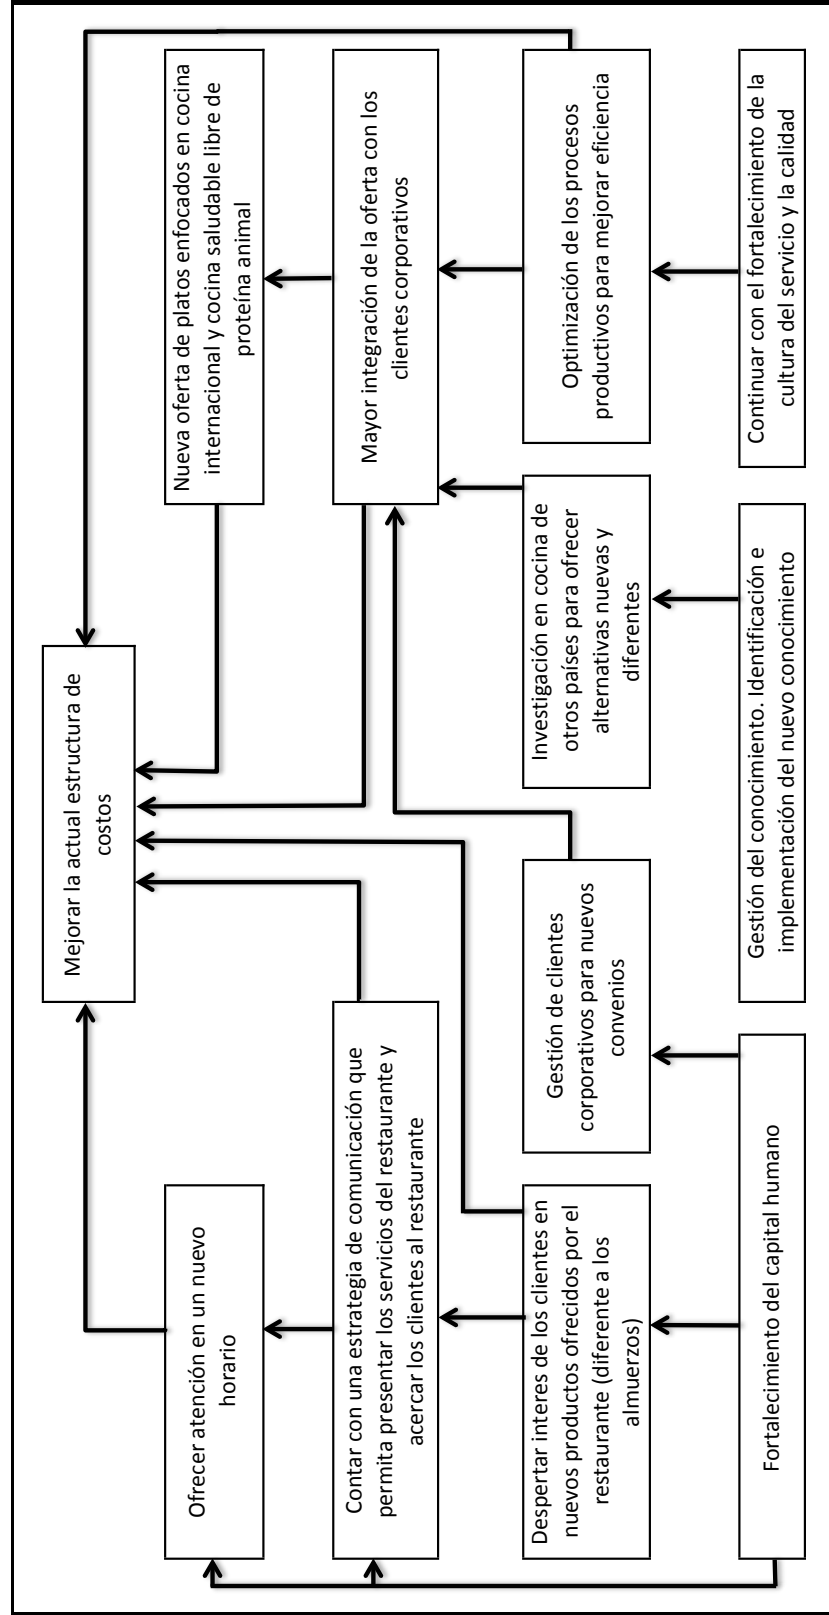 Mejorar la actual estructura de
costos
Ofrecer atención en un nuevo
horario
Nueva oferta de platos enfocados en cocina
internacional y cocina saludable libre de
proteína animal
Contar con una estrategia de comunicación que
permita presentar los servicios del restaurante y
acercar los clientes al restaurante
Mayor integración de la oferta con los
clientes corporativos
Despertar interes de los clientes en
nuevos productos ofrecidos por el
restaurante (diferente a los
almuerzos)
Gestión de clientes
corporativos para nuevos
convenios
Investigación en cocina de
otros países para ofrecer
alternativas nuevas y
diferentes
Optimización de los procesos
productivos para mejorar eficiencia
Fortalecimiento del capital humano
Gestión del conocimiento. Identificación e
implementación del nuevo conocimiento
Continuar con el fortalecimiento de la
cultura del servicio y la calidad